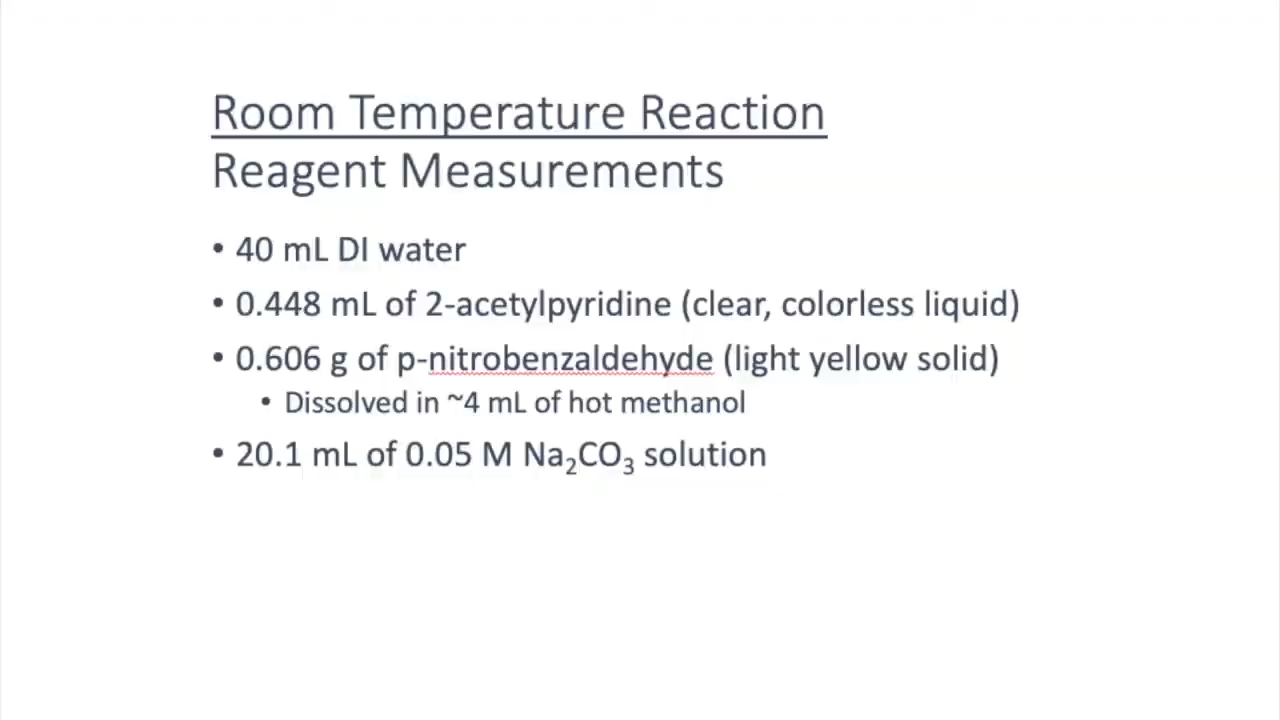 Room Temperature Reaction
Reagent Measurements
• 40 mL DI water
• 0.448 mL of 2-acetylpyridine (clear, colorless liquid)
• 0.606 g of p-nitrobenzaldehyde (light yellow solid)
• Dissolved in ~4 mL of hot methanol
• 20.1 mL of 0.05 M Na₂CO₃ solution